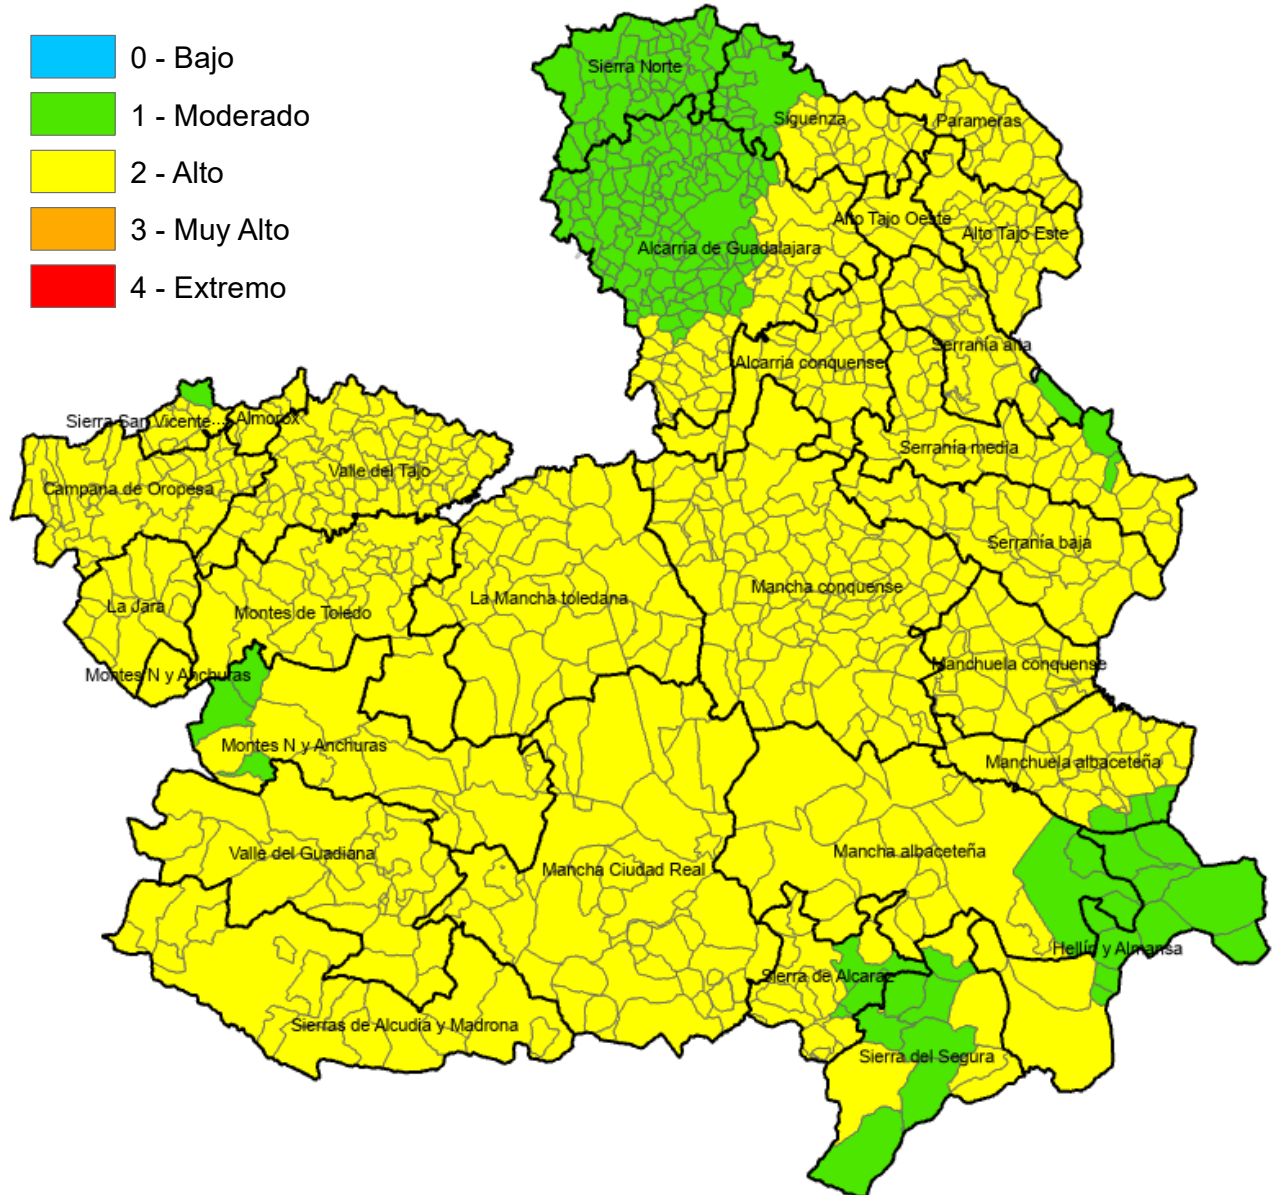 0 - Bajo
1 - Moderado
2 - Alto
3 - Muy Alto
4 - Extremo
Sierra Norte
Siguenza
Parameras
Alto Tajo Oeste
Alto Tajo Este
Alcarria de Guadalajara
Serranía alta
Alcarria conquense
Sierra San Vicente...
Almorox
Serranía media
Valle del Tajo
Campana de Oropesa
Serranía baja
Mancha conquense
La Mancha toledana
La Jara
Montes de Toledo
Manchuela conquense
Montes N y Anchuras
Montes N y Anchuras
Manchuela albaceteña
Valle del Guadiana
Mancha albaceteña
Mancha Ciudad Real
Hellín y Almansa
Sierra de Alcaraz
Sierras de Alcudia y Madrona
Sierra del Segura